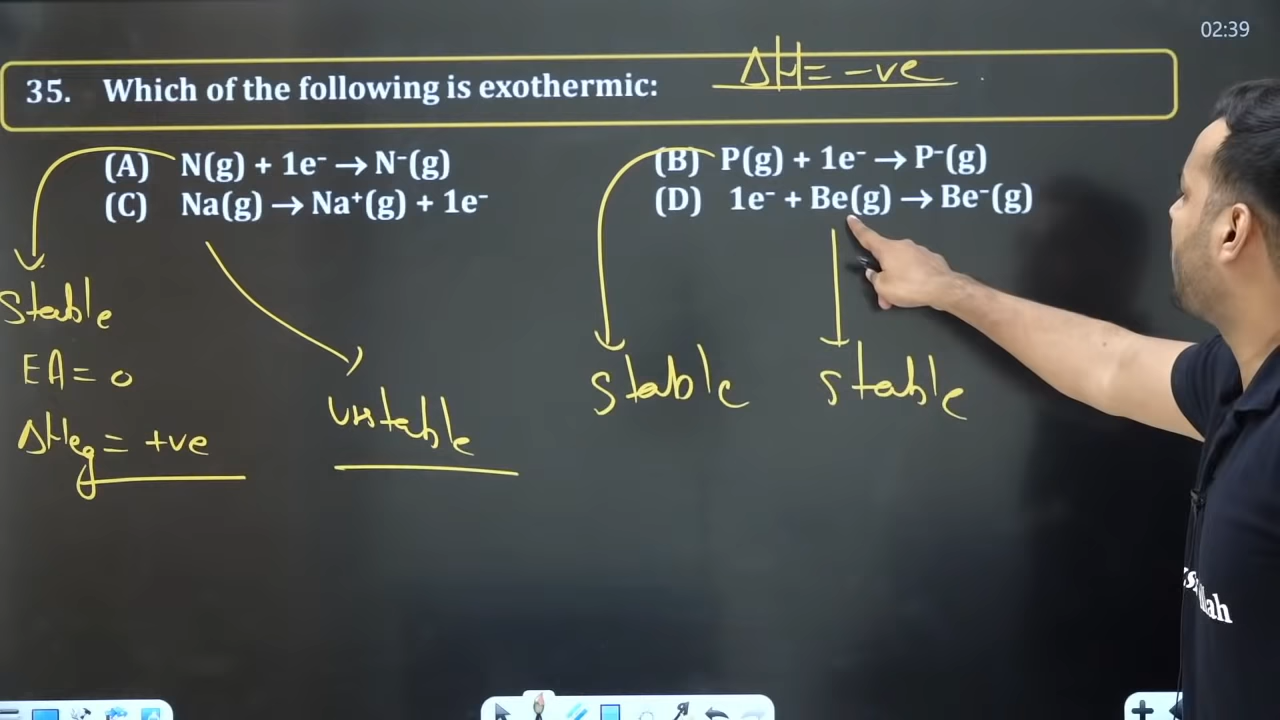 02:39
ΔH = -ve
35. Which of the following is exothermic:
(A) N(g) + 1e⁻ → N⁻(g)
(B) P(g) + 1e⁻ → P⁻(g)
(C) Na(g) → Na⁺(g) + 1e⁻
(D) 1e⁻ + Be(g) → Be⁻(g)
stable
EA = 0
ΔHeg = +ve
unstable
stable
stable